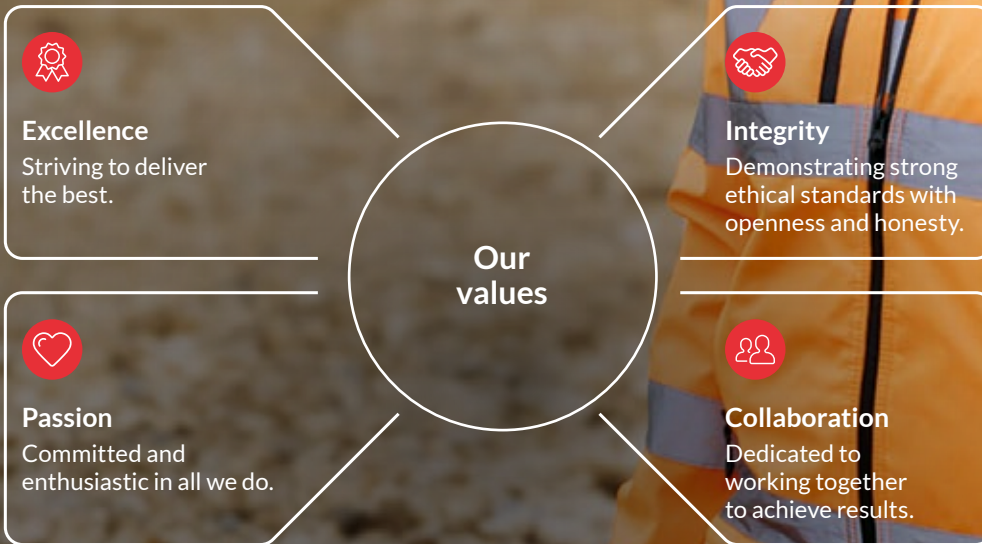 Excellence
Striving to deliver
the best.
Integrity
Demonstrating strong
ethical standards with
openness and honesty.
Our
values
Passion
Committed and
enthusiastic in all we do.
Collaboration
Dedicated to
working together
to achieve results.